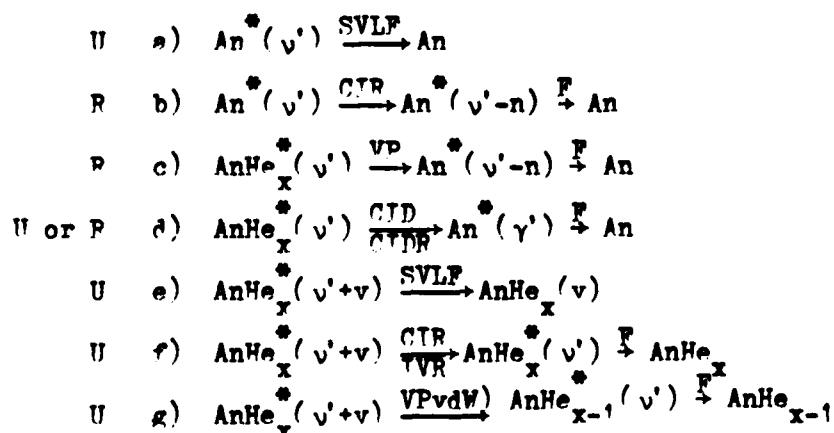 U a) An*(ν') SVLF → An
R b) An*(ν') CIR → An*(ν'-n) F → An
R c) AnHe*x(ν') VP → An*(ν'-n) F → An
U or R d) AnHe*x(ν') CID → CIDR An*(γ') F → An
U e) AnHe*x(ν'+v) SVLF → AnHex(v)
U f) AnHe*x(ν'+v) CIR → IVR AnHe*x(ν') F → AnHex
U g) AnHe*x(ν'+v) VPvdW) → AnHe*x-1(ν') F → AnHex-1